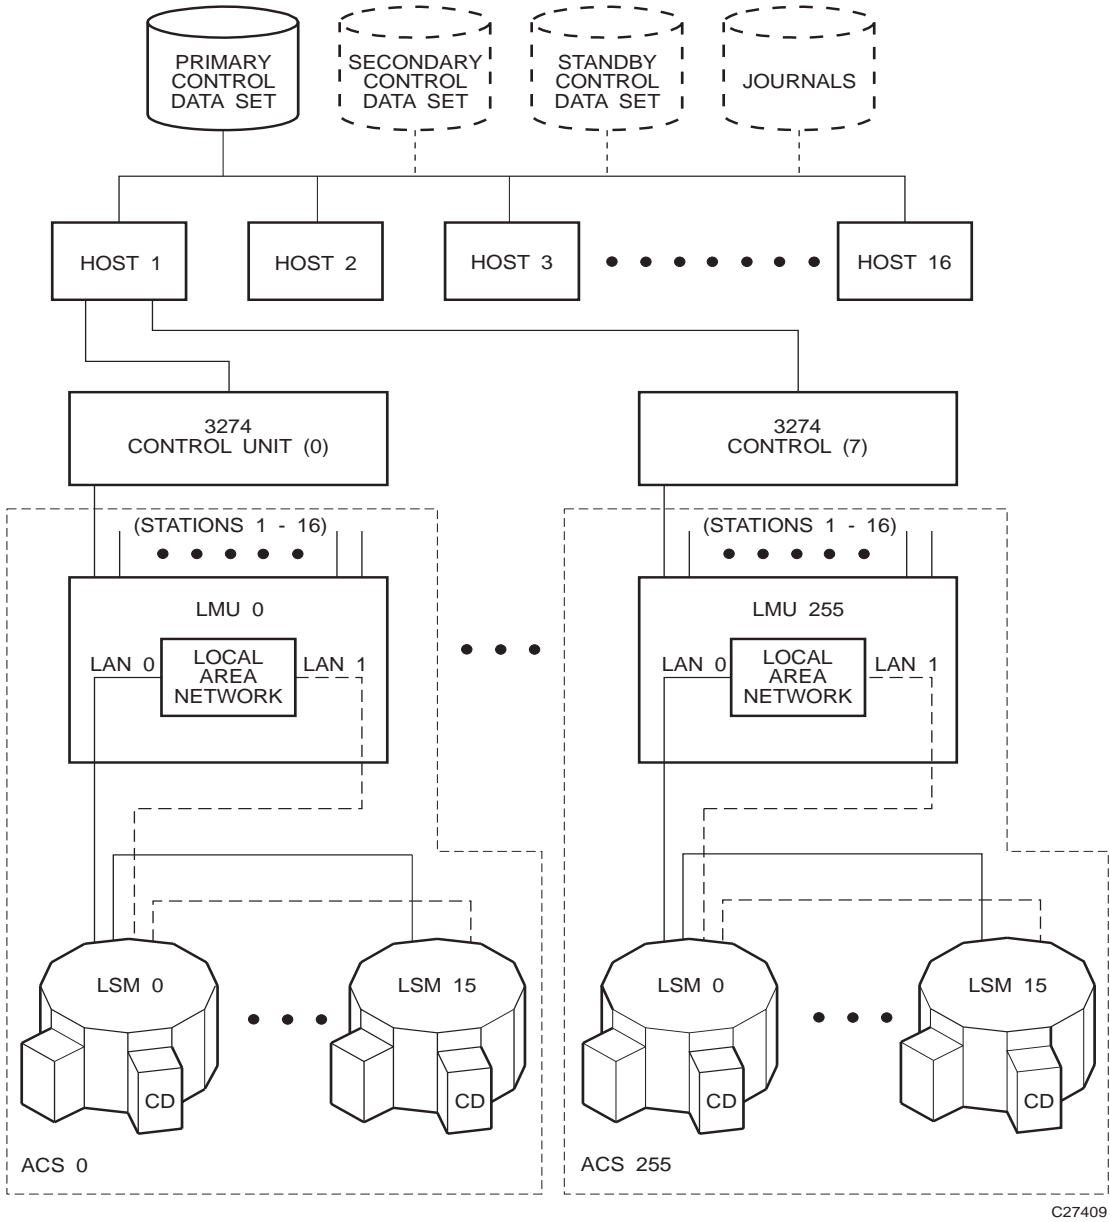 PRIMARY
CONTROL
DATA SET
SECONDARY
CONTROL
DATA SET
STANDBY
CONTROL
DATA SET
JOURNALS
HOST 1
HOST 2
HOST 3
HOST 16
3274
CONTROL UNIT (0)
3274
CONTROL (7)
(STATIONS 1 - 16)
(STATIONS 1 - 16)
LMU 0
LAN 0
LOCAL
AREA
NETWORK
LAN 1
LMU 255
LAN 0
LOCAL
AREA
NETWORK
LAN 1
LSM 0
LSM 15
LSM 0
LSM 15
CD
CD
CD
CD
ACS 0
ACS 255
C27409